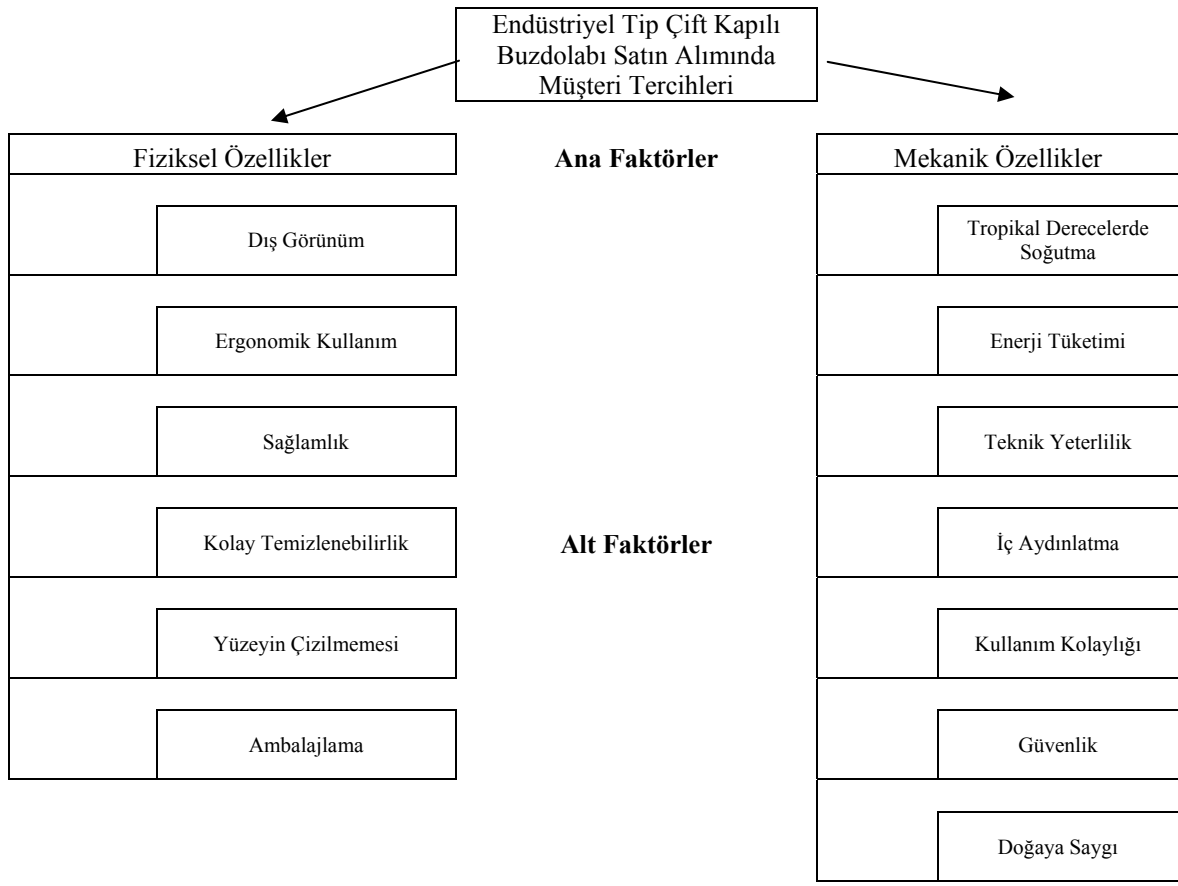 Endüstriyel Tip Çift Kapılı
Buzdolabı Satın Alımında
Müşteri Tercihleri
Fiziksel Özellikler
Ana Faktörler
Mekanik Özellikler
Dış Görünüm
Tropikal Derecelerde
Soğutma
Ergonomik Kullanım
Enerji Tüketimi
Sağlamlık
Teknik Yeterlilik
Kolay Temizlenebilirlik
Alt Faktörler
İç Aydınlatma
Yüzeyin Çizilmemesi
Kullanım Kolaylığı
Ambalajlama
Güvenlik
Doğaya Saygı